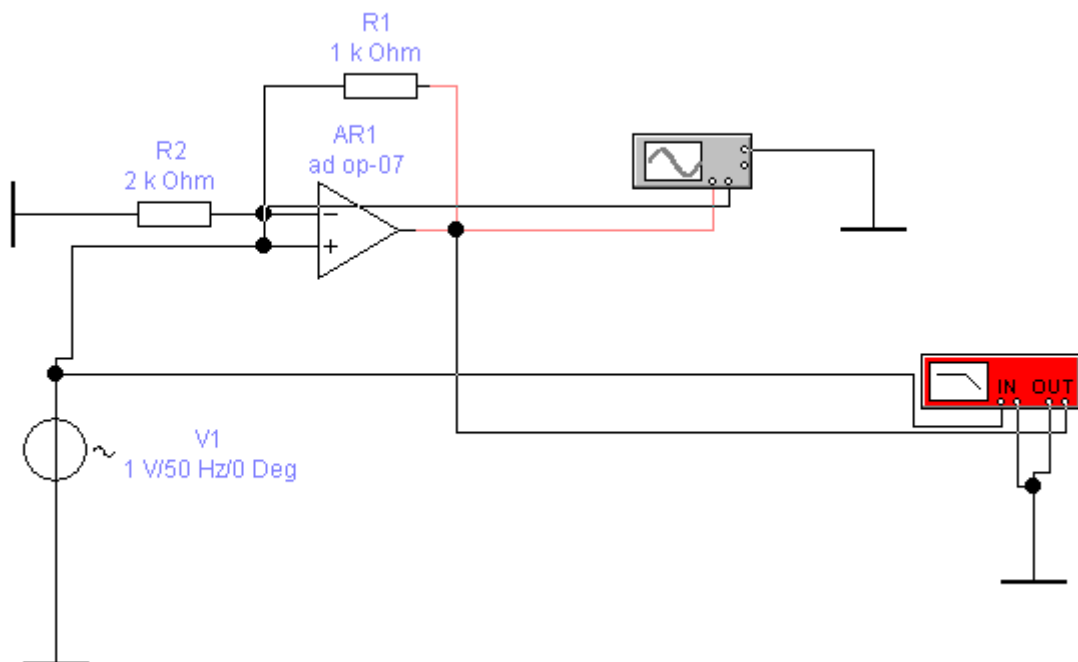 R1
1 k Ohm
AR1
ad op-07
R2
2 k Ohm
IN OUT
V1
1 V/50 Hz/0 Deg